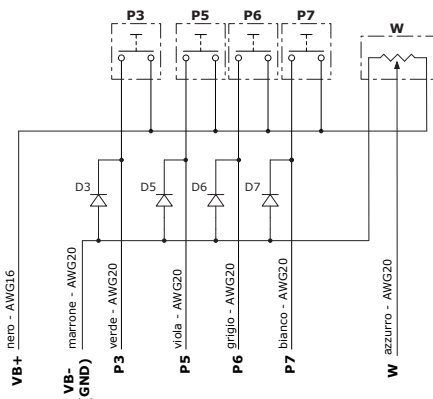 P3
P5
P6
P7
W
D3
D5
D6
D7
nero - AWG16
marrone - AWG20
verde - AWG20
viola - AWG20
grigio - AWG20
bianco - AWG20
azzurro - AWG20
VB+
VB-
(GND)
P3
P5
P6
P7
W